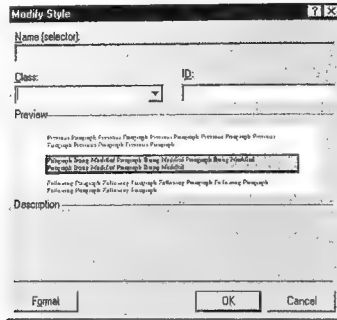 Modify Style
Name (selector):
Class:
ID:
Preview
Previous Paragraph Previous Paragraph Previous Paragraph Previous Paragraph Previous
Paragraph Previous Paragraph Previous Paragraph
Paragraph Being Modified Paragraph Being Modified Paragraph Being Modified
Paragraph Being Modified Paragraph Being Modified
Following Paragraph Following Paragraph Following Paragraph Following Paragraph
Following Paragraph Following Paragraph
Description
Format
OK
Cancel